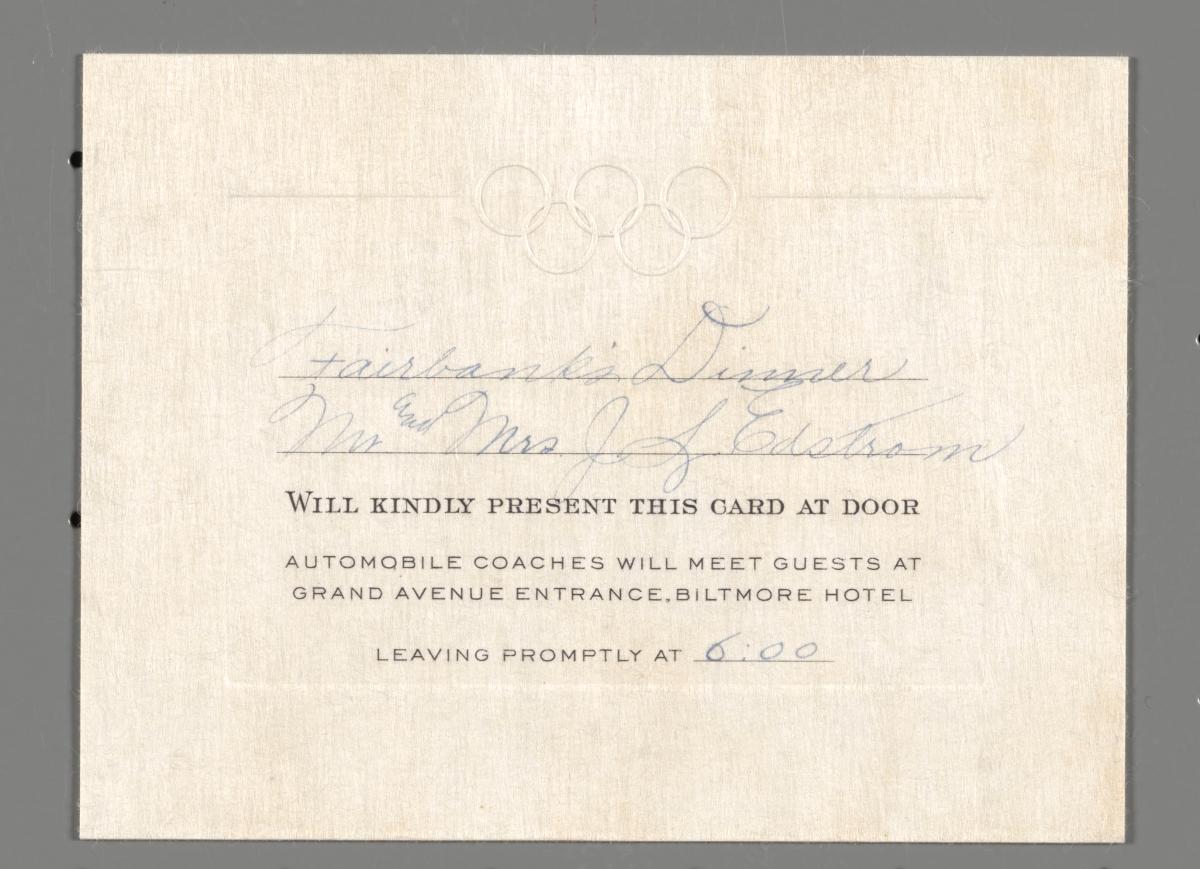 Fairbank's Dinner
Mr and Mrs J. S. Edstrom
WILL KINDLY PRESENT THIS CARD AT DOOR
AUTOMOBILE COACHES WILL MEET GUESTS AT
GRAND AVENUE ENTRANCE, BILTMORE HOTEL
LEAVING PROMPTLY AT 6:00